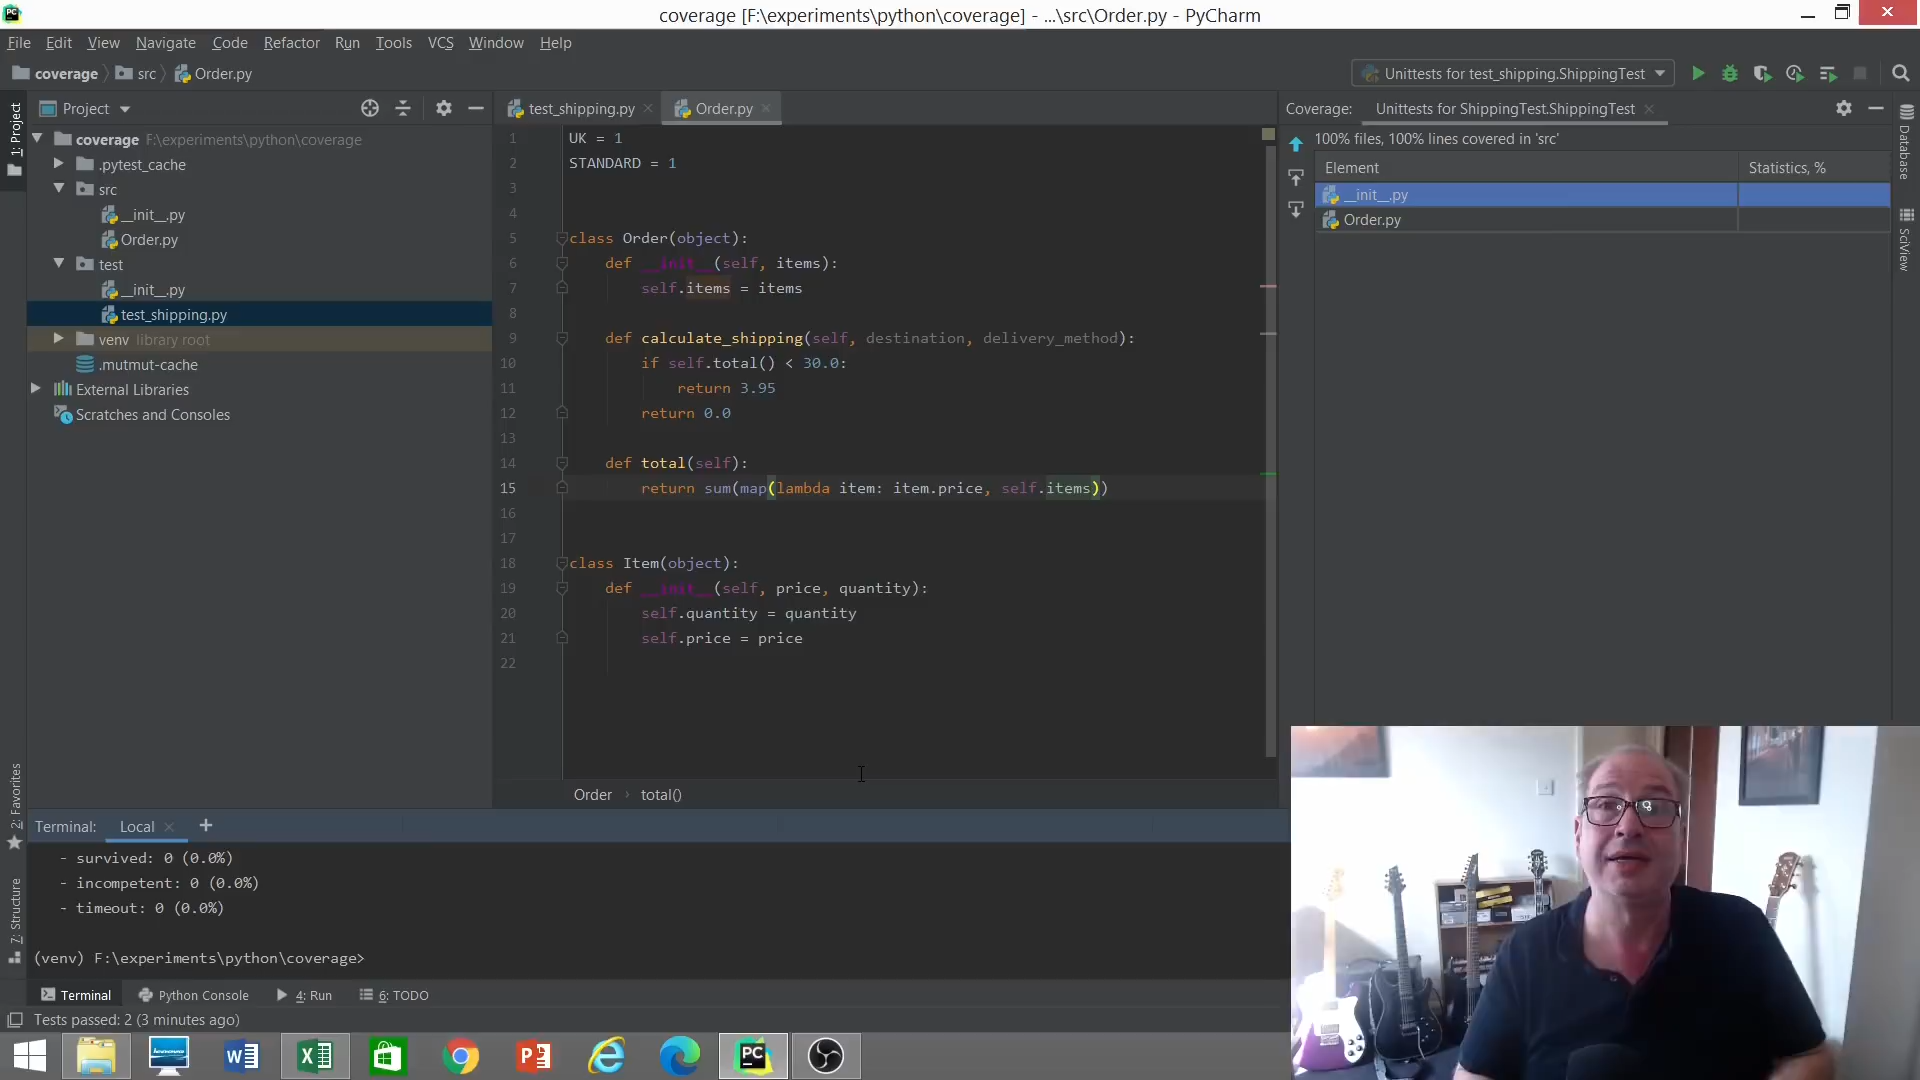 coverage [F:\experiments\python\coverage] - ...\src\Order.py - PyCharm
File Edit View Navigate Code Refactor Run Tools VCS Window Help
coverage src Order.py
Unittests for test_shipping.ShippingTest
1: Project
Project
coverage F:\experiments\python\coverage
.pytest_cache
src
__init__.py
Order.py
test
__init__.py
test_shipping.py
venv library root
.mutmut-cache
External Libraries
Scratches and Consoles
test_shipping.py Order.py
1 UK = 1
2 STANDARD = 1
3
4
5 class Order(object):
6 def __init__(self, items):
7 self.items = items
8
9 def calculate_shipping(self, destination, delivery_method):
10 if self.total() < 30.0:
11 return 3.95
12 return 0.0
13
14 def total(self):
15 return sum(map(lambda item: item.price, self.items))
16
17
18 class Item(object):
19 def __init__(self, price, quantity):
20 self.quantity = quantity
21 self.price = price
22
Order › total()
Coverage: Unittests for ShippingTest.ShippingTest
100% files, 100% lines covered in 'src'
Element Statistics, %
__init__.py
Order.py
Database
SciView
2: Favorites
7: Structure
Terminal: Local +
- survived: 0 (0.0%)
- incompetent: 0 (0.0%)
- timeout: 0 (0.0%)
(venv) F:\experiments\python\coverage>
Terminal Python Console 4: Run 6: TODO
Tests passed: 2 (3 minutes ago)